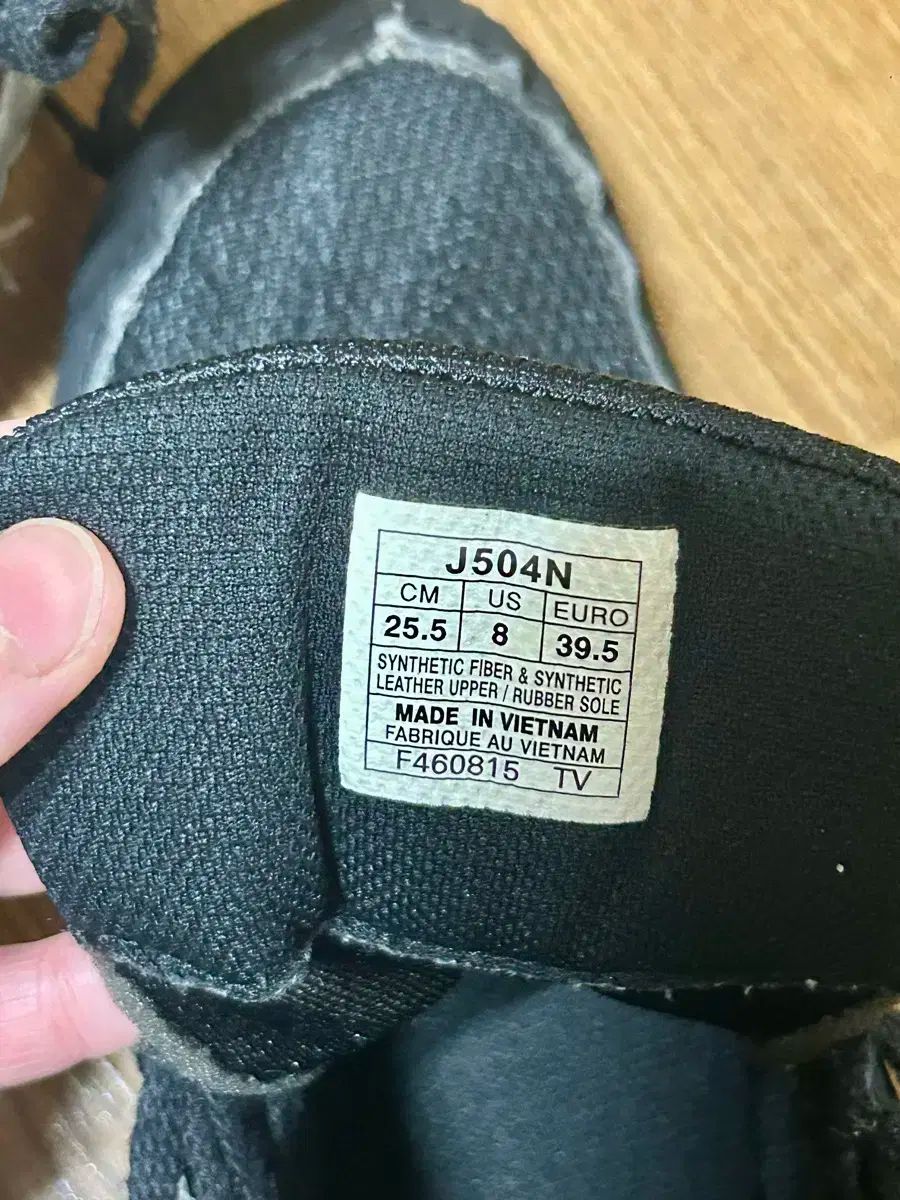 J504N
CM US EURO
25.5 8 39.5
SYNTHETIC FIBER & SYNTHETIC
LEATHER UPPER / RUBBER SOLE
MADE IN VIETNAM
FABRIQUE AU VIETNAM
F460815 TV